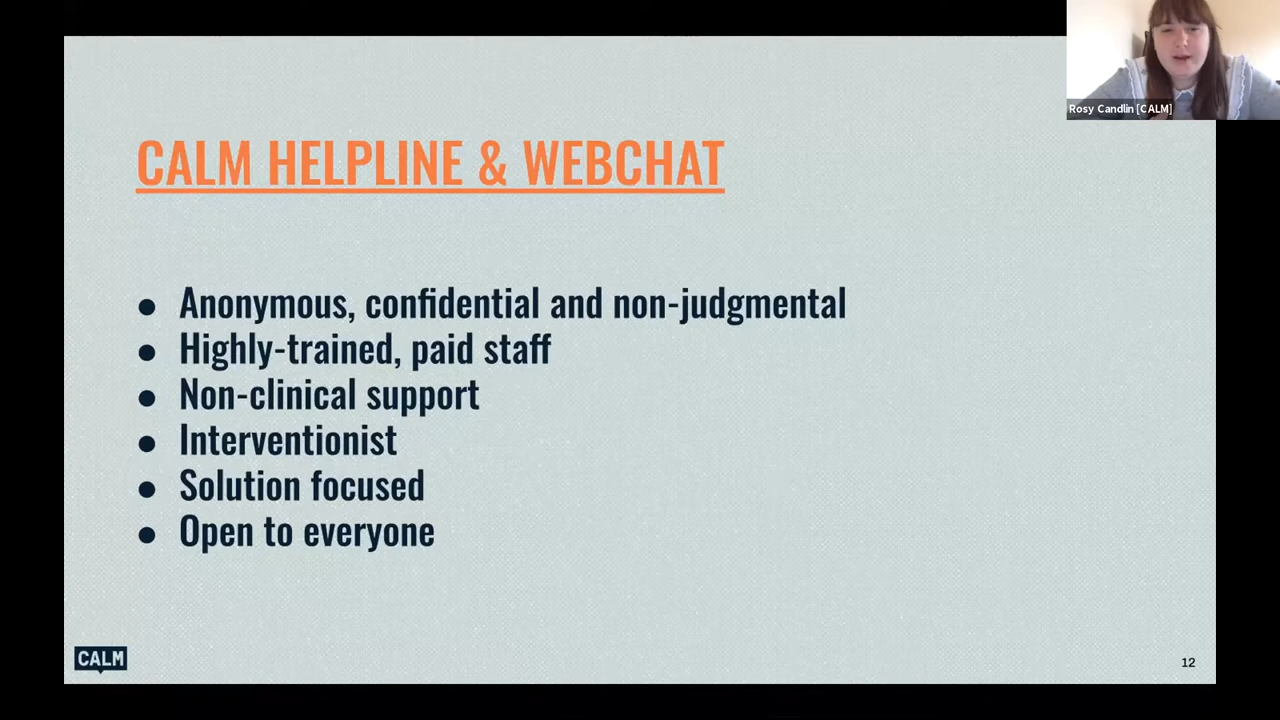 Rosy Candlin [CALM]
CALM HELPLINE & WEBCHAT
● Anonymous, confidential and non-judgmental
● Highly-trained, paid staff
● Non-clinical support
● Interventionist
● Solution focused
● Open to everyone
CALM
12